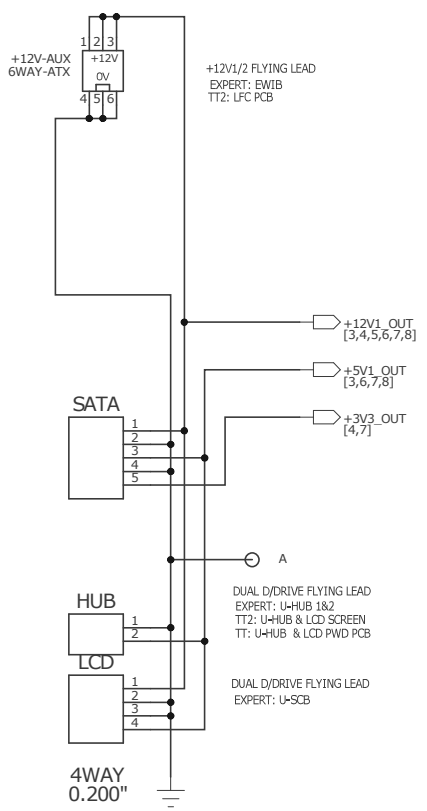 1 2 3
+12V-AUX
6WAY-ATX
+12V
0V
4 5 6
+12V1/2 FLYING LEAD
EXPERT: EWIB
TT2: LFC PCB
+12V1_OUT
[3,4,5,6,7,8]
+5V1_OUT
[3,6,7,8]
+3V3_OUT
[4,7]
SATA
1
2
3
4
5
A
DUAL D/DRIVE FLYING LEAD
EXPERT: U-HUB 1&2
TT2: U-HUB & LCD SCREEN
TT: U-HUB & LCD PWD PCB
HUB
1
2
LCD
1
2
3
4
DUAL D/DRIVE FLYING LEAD
EXPERT: U-SCB
4WAY
0.200"